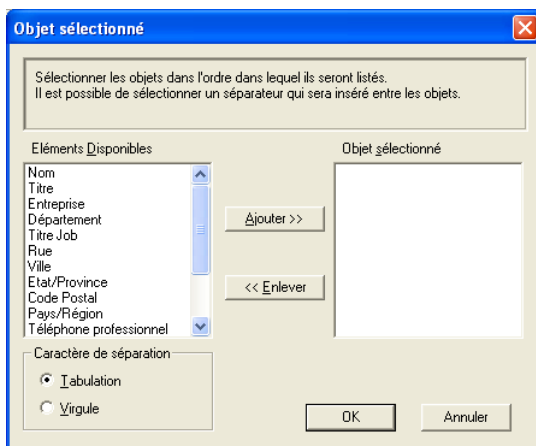 Objet sélectionné
Sélectionner les objets dans l'ordre dans lequel ils seront listés.
Il est possible de sélectionner un séparateur qui sera inséré entre les objets.
Eléments Disponibles
Nom
Titre
Entreprise
Département
Titre Job
Rue
Ville
Etat/Province
Code Postal
Pays/Région
Téléphone professionnel
Ajouter >>
<< Enlever
Objet sélectionné
Caractère de séparation
Tabulation
Virgule
OK
Annuler